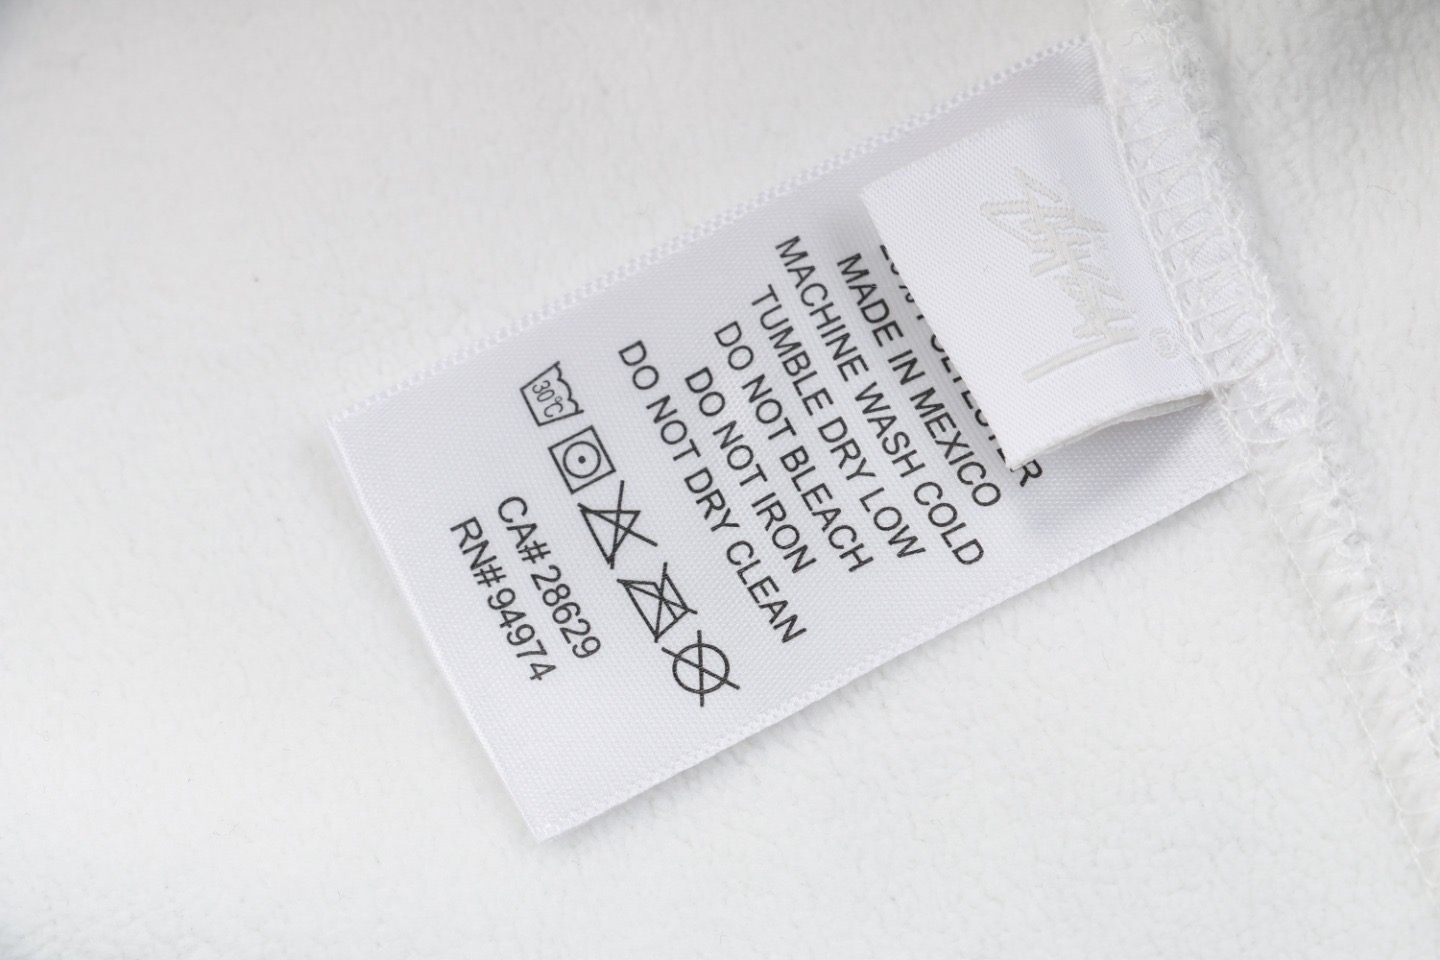 MADE IN MEXICO
MACHINE WASH COLD
TUMBLE DRY LOW
DO NOT BLEACH
DO NOT IRON
DO NOT DRY CLEAN
30°C
CA# 28629
RN# 94974